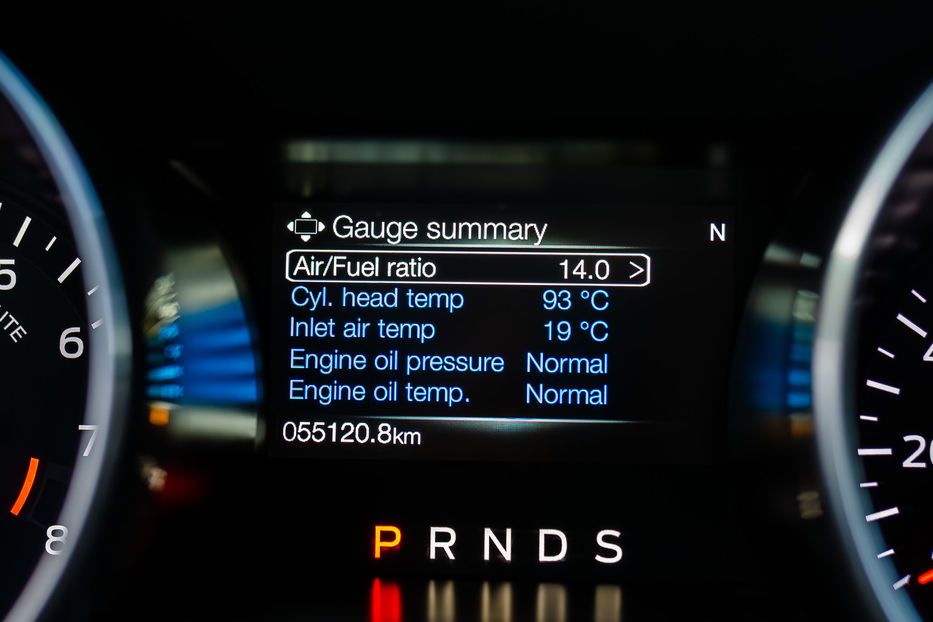 Gauge summary
N
Air/Fuel ratio 14.0 >
Cyl. head temp 93 °C
Inlet air temp 19 °C
Engine oil pressure Normal
Engine oil temp. Normal
055120.8km
P R N D S
5
6
7
8
20